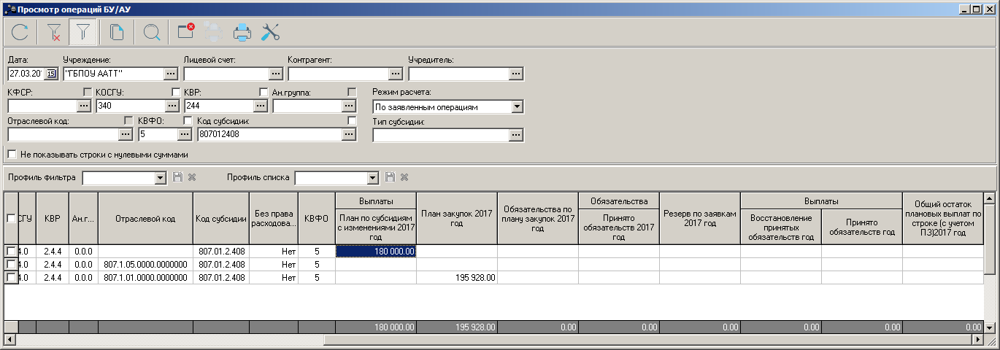 Просмотр операций БУ/АУ
Дата: Учреждение: Лицевой счет: Контрагент: Учредитель:
27.03.20 15 "ГБПОУ ААТТ" ... ... ... ...
КФСР: КОСГУ: КВР: Ан.группа: Режим расчета:
... 340 ... 244 ... ... По заявленным операциям
Отраслевой код: КВФО: Код субсидии: Тип субсидии:
... 5 ... 807012408 ... ...
Не показывать строки с нулевыми суммами
Профиль фильтра Профиль списка
СГУ КВР Ан.г... Отраслевой код Код субсидии Без права расходова... КВФО Выплаты План по субсидиям с изменениями 2017 год План закупок 2017 год Обязательства по плану закупок 2017 год Обязательства Принято обязательств 2017 год Резерв по заявкам 2017 год Выплаты Восстановление принятых обязательств год Принято обязательств год Общий остаток плановых выплат по строке (с учетом ПЗ)2017 год
4.0 2.4.4 0.0.0 807.01.2.408 Нет 5 180 000.00
4.0 2.4.4 0.0.0 807.1.05.0000.0000000 807.01.2.408 Нет 5
4.0 2.4.4 0.0.0 807.1.01.0000.0000000 807.01.2.408 Нет 5 195 928.00
180 000.00 195 928.00 0.00 0.00 0.00 0.00 0.00 0.00